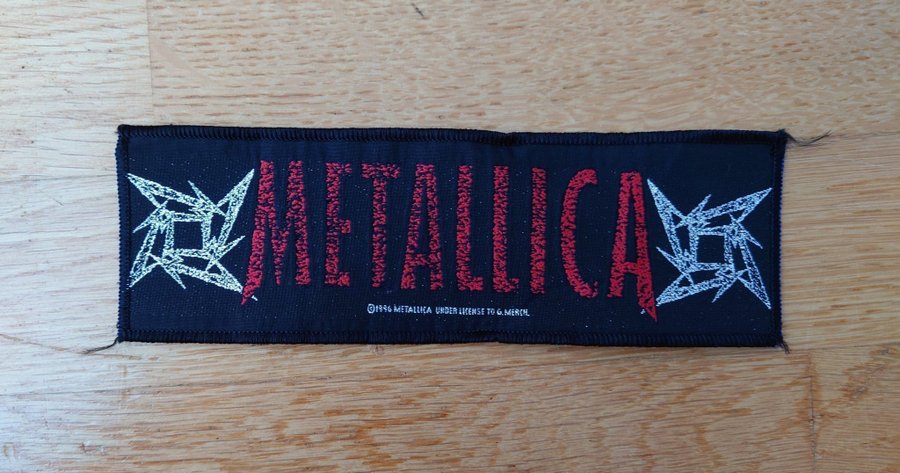 METALLICA
©1996 METALLICA UNDER LICENSE TO G. MERCH.